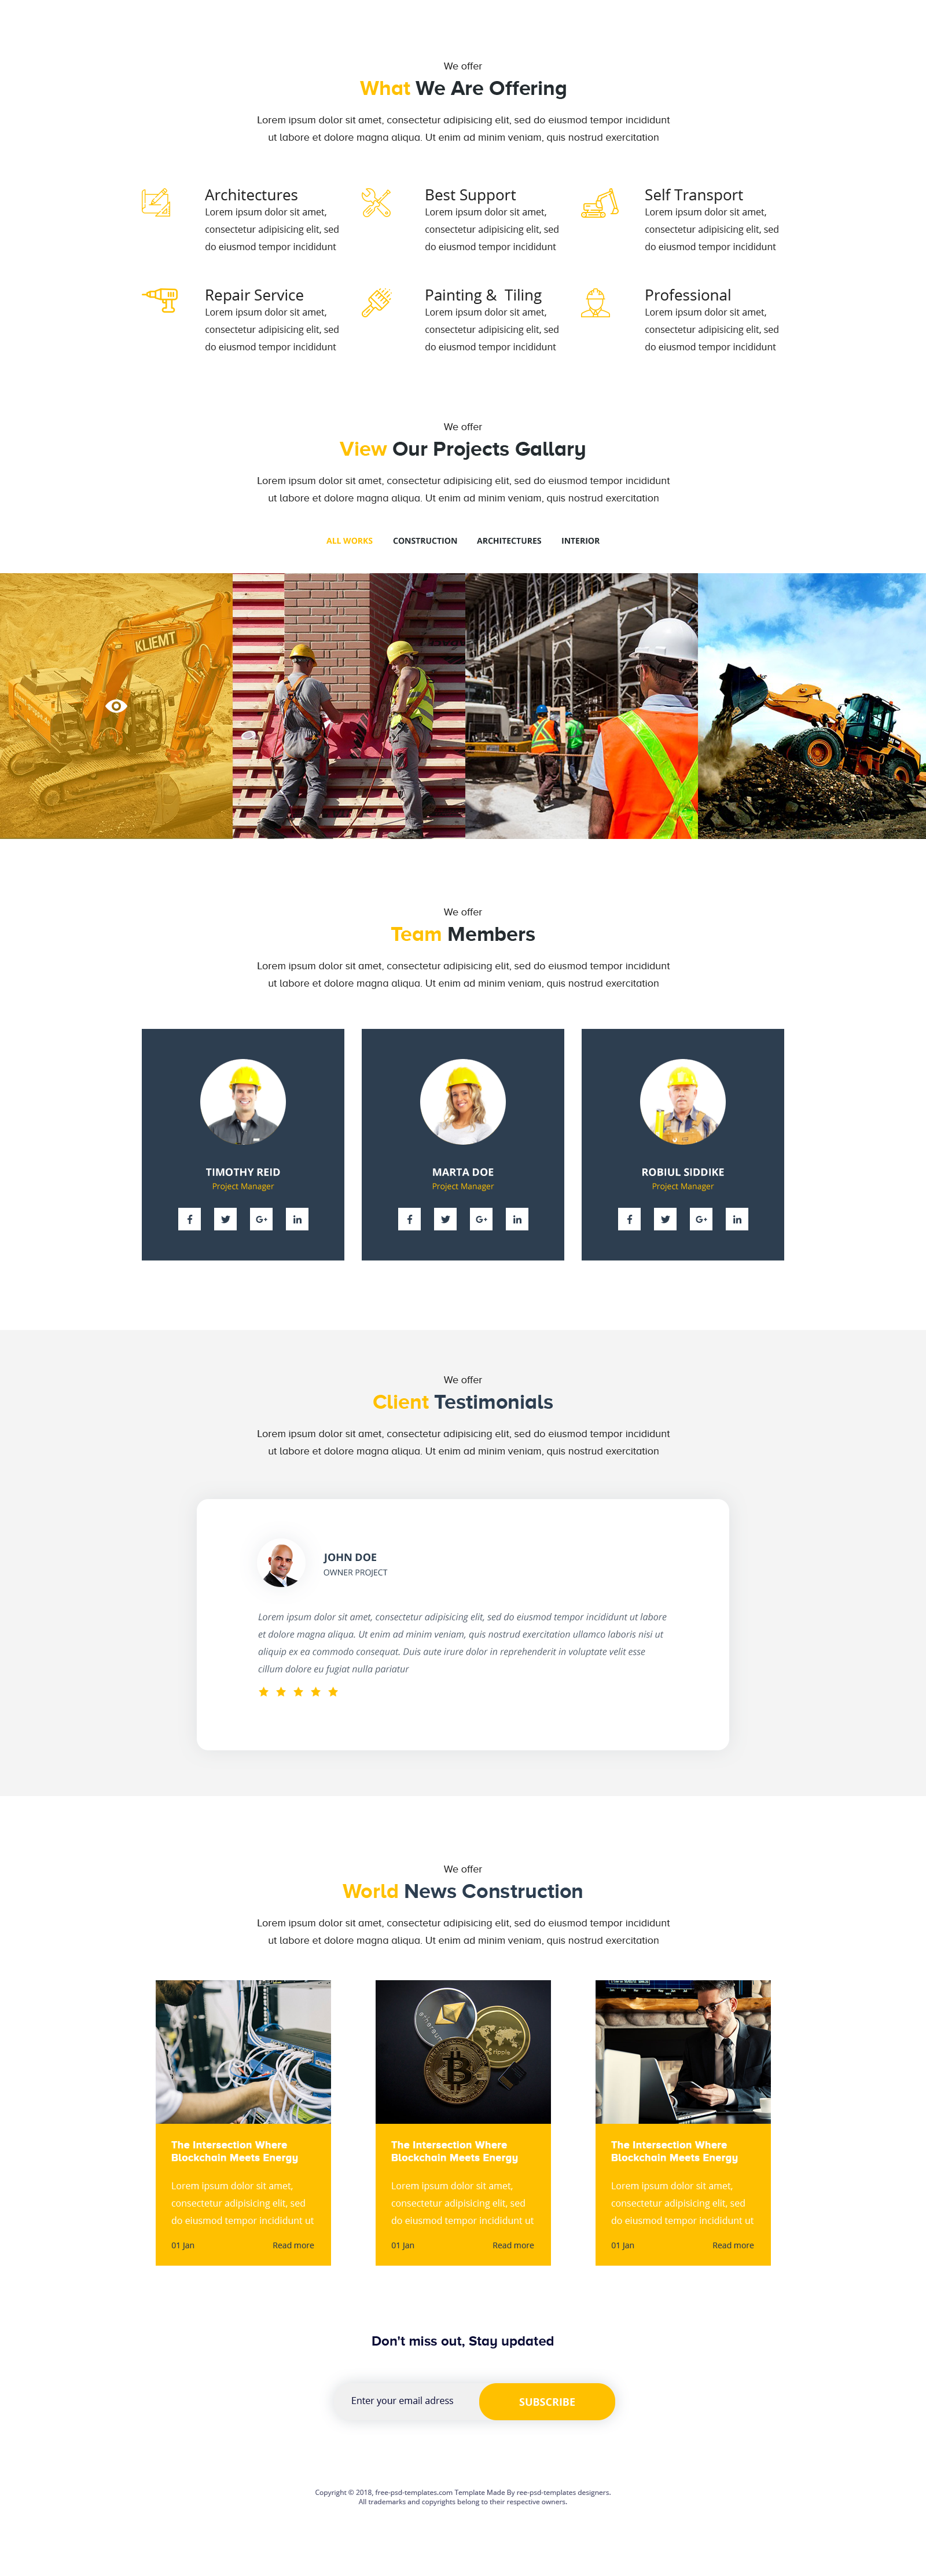 We offer
What We Are Offering
Lorem ipsum dolor sit amet, consectetur adipisicing elit, sed do eiusmod tempor incididunt
ut labore et dolore magna aliqua. Ut enim ad minim veniam, quis nostrud exercitation
Architectures
Lorem ipsum dolor sit amet,
consectetur adipisicing elit, sed
do eiusmod tempor incididunt
Best Support
Lorem ipsum dolor sit amet,
consectetur adipisicing elit, sed
do eiusmod tempor incididunt
Self Transport
Lorem ipsum dolor sit amet,
consectetur adipisicing elit, sed
do eiusmod tempor incididunt
Repair Service
Lorem ipsum dolor sit amet,
consectetur adipisicing elit, sed
do eiusmod tempor incididunt
Painting & Tiling
Lorem ipsum dolor sit amet,
consectetur adipisicing elit, sed
do eiusmod tempor incididunt
Professional
Lorem ipsum dolor sit amet,
consectetur adipisicing elit, sed
do eiusmod tempor incididunt
We offer
View Our Projects Gallary
Lorem ipsum dolor sit amet, consectetur adipisicing elit, sed do eiusmod tempor incididunt
ut labore et dolore magna aliqua. Ut enim ad minim veniam, quis nostrud exercitation
ALL WORKS CONSTRUCTION ARCHITECTURES INTERIOR
KLIEMT
We offer
Team Members
Lorem ipsum dolor sit amet, consectetur adipisicing elit, sed do eiusmod tempor incididunt
ut labore et dolore magna aliqua. Ut enim ad minim veniam, quis nostrud exercitation
TIMOTHY REID
Project Manager
f G+ in
MARTA DOE
Project Manager
f G+ in
ROBIUL SIDDIKE
Project Manager
f G+ in
We offer
Client Testimonials
Lorem ipsum dolor sit amet, consectetur adipisicing elit, sed do eiusmod tempor incididunt
ut labore et dolore magna aliqua. Ut enim ad minim veniam, quis nostrud exercitation
JOHN DOE
OWNER PROJECT
Lorem ipsum dolor sit amet, consectetur adipisicing elit, sed do eiusmod tempor incididunt ut labore
et dolore magna aliqua. Ut enim ad minim veniam, quis nostrud exercitation ullamco laboris nisi ut
aliquip ex ea commodo consequat. Duis aute irure dolor in reprehenderit in voluptate velit esse
cillum dolore eu fugiat nulla pariatur
We offer
World News Construction
Lorem ipsum dolor sit amet, consectetur adipisicing elit, sed do eiusmod tempor incididunt
ut labore et dolore magna aliqua. Ut enim ad minim veniam, quis nostrud exercitation
The Intersection Where
Blockchain Meets Energy
Lorem ipsum dolor sit amet,
consectetur adipisicing elit, sed
do eiusmod tempor incididunt ut
01 Jan Read more
ethereum
ripple
The Intersection Where
Blockchain Meets Energy
Lorem ipsum dolor sit amet,
consectetur adipisicing elit, sed
do eiusmod tempor incididunt ut
01 Jan Read more
The Intersection Where
Blockchain Meets Energy
Lorem ipsum dolor sit amet,
consectetur adipisicing elit, sed
do eiusmod tempor incididunt ut
01 Jan Read more
Don't miss out, Stay updated
Enter your email adress SUBSCRIBE
Copyright © 2018, free-psd-templates.com Template Made By ree-psd-templates designers.
All trademarks and copyrights belong to their respective owners.